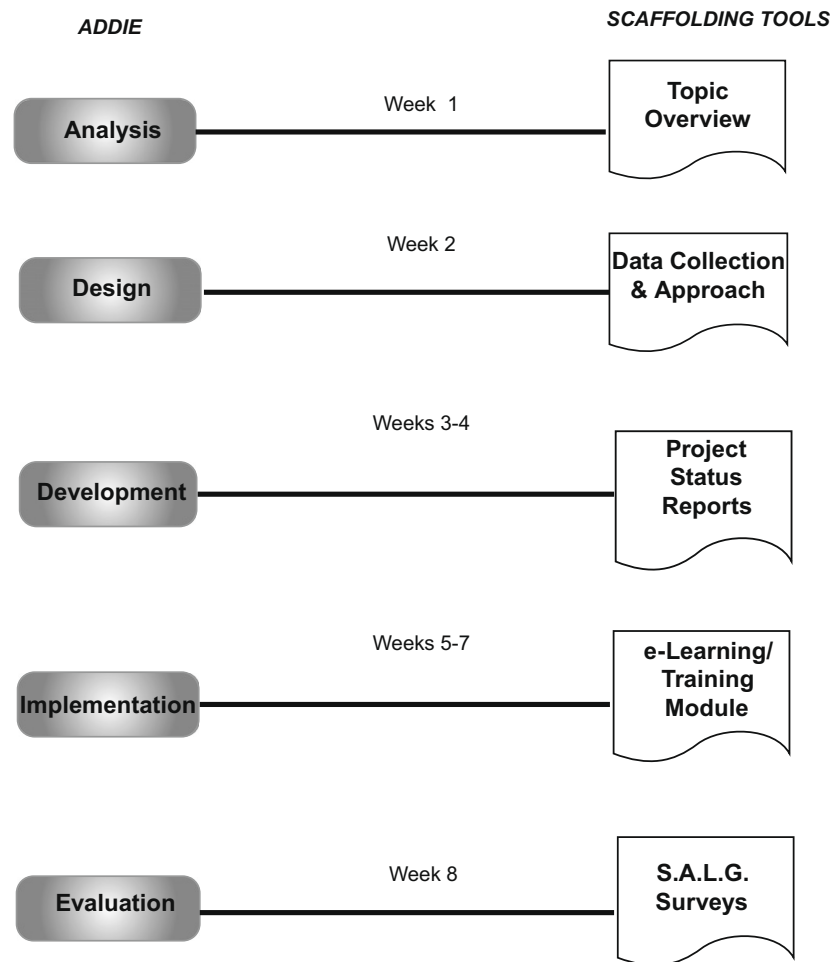 ADDIE
SCAFFOLDING TOOLS
Analysis
Week 1
Topic
Overview
Design
Week 2
Data Collection
& Approach
Development
Weeks 3-4
Project
Status
Reports
Implementation
Weeks 5-7
e-Learning/
Training
Module
Evaluation
Week 8
S.A.L.G.
Surveys